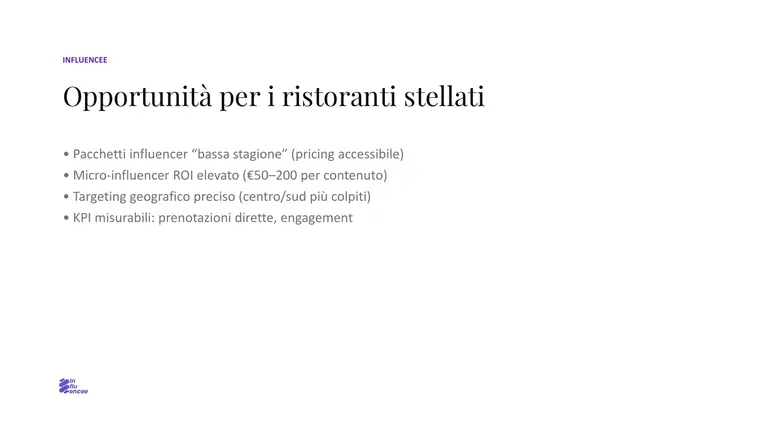 INFLUENCEE
Opportunità per i ristoranti stellati
• Pacchetti influencer “bassa stagione” (pricing accessibile)
• Micro-influencer ROI elevato (€50–200 per contenuto)
• Targeting geografico preciso (centro/sud più colpiti)
• KPI misurabili: prenotazioni dirette, engagement
In
flu
encee